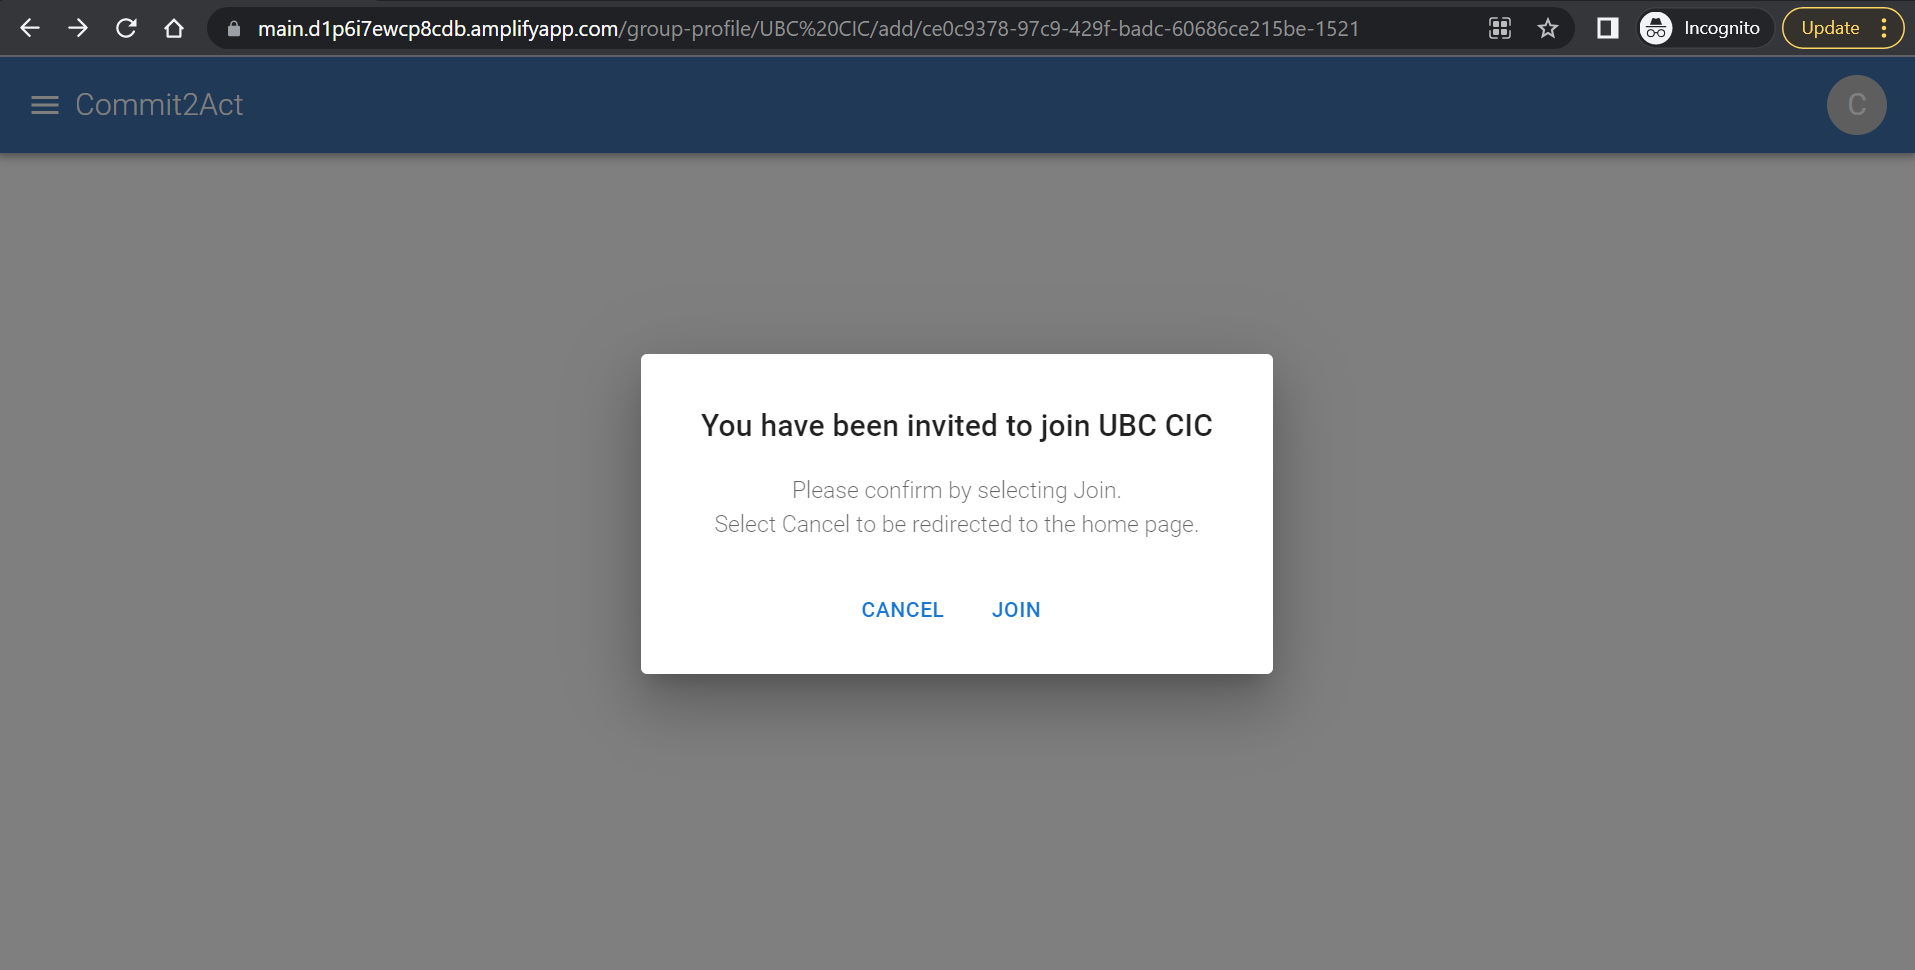 main.d1p6i7ewcp8cdb.amplifyapp.com/group-profile/UBC%20CIC/add/ce0c9378-97c9-429f-badc-60686ce215be-1521
Incognito
Update
Commit2Act
C
You have been invited to join UBC CIC
Please confirm by selecting Join.
Select Cancel to be redirected to the home page.
CANCEL JOIN